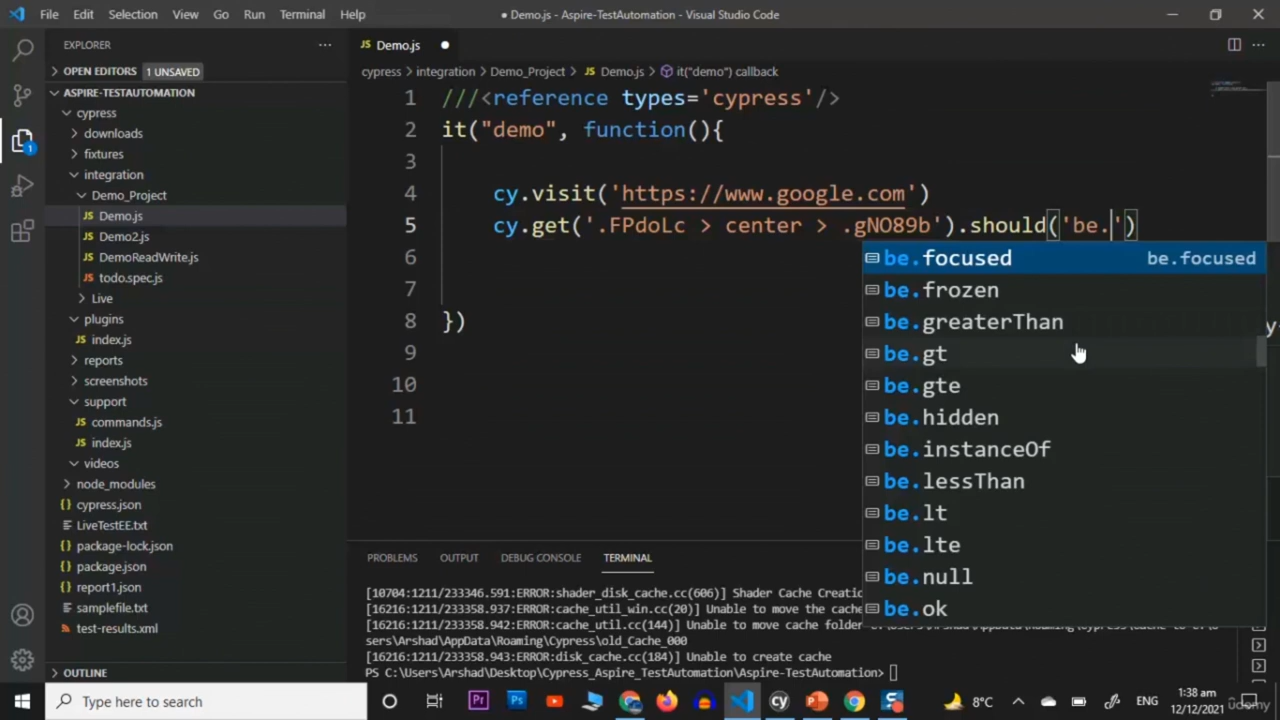 File Edit Selection View Go Run Terminal Help
● Demo.js - Aspire-TestAutomation - Visual Studio Code
EXPLORER
OPEN EDITORS 1 UNSAVED
ASPIRE-TESTAUTOMATION
cypress
downloads
fixtures
integration
Demo_Project
JS Demo.js
JS Demo2.js
JS DemoReadWrite.js
JS todo.spec.js
Live
plugins
JS index.js
reports
screenshots
support
JS commands.js
JS index.js
videos
node_modules
{} cypress.json
LiveTestEE.txt
{} package-lock.json
{} package.json
{} report1.json
samplefile.txt
test-results.xml
OUTLINE
JS Demo.js ●
cypress > integration > Demo_Project > JS Demo.js > it("demo") callback
1 ///<reference types='cypress'/>
2 it("demo", function(){
3
4 cy.visit('https://www.google.com')
5 cy.get('.FPdoLc > center > .gNO89b').should('be.')
6
7
8 })
9
10
11
be.focused be.focused
be.frozen
be.greaterThan
be.gt
be.gte
be.hidden
be.instanceOf
be.lessThan
be.lt
be.lte
be.null
be.ok
PROBLEMS OUTPUT DEBUG CONSOLE TERMINAL
[10704:1211/233346.591:ERROR:shader_disk_cache.cc(606)] Shader Cache Creatio
[16216:1211/233358.937:ERROR:cache_util_win.cc(20)] Unable to move the cache
[16216:1211/233358.942:ERROR:cache_util.cc(144)] Unable to move cache folder
sers\Arshad\AppData\Roaming\Cypress\old_Cache_000
[16216:1211/233358.943:ERROR:disk_cache.cc(184)] Unable to create cache
PS C:\Users\Arshad\Desktop\Cypress_Aspire_TestAutomation\Aspire-TestAutomation>
Type here to search
8°C
ENG
1:38 am
12/12/2021
udemy